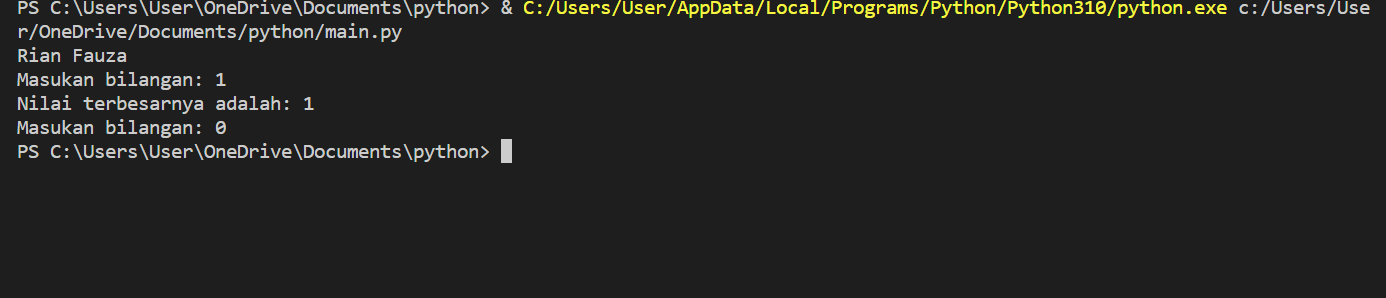 PS C:\Users\User\OneDrive\Documents\python> & C:/Users/User/AppData/Local/Programs/Python/Python310/python.exe c:/Users/Use
r/OneDrive/Documents/python/main.py
Rian Fauza
Masukan bilangan: 1
Nilai terbesarnya adalah: 1
Masukan bilangan: 0
PS C:\Users\User\OneDrive\Documents\python>